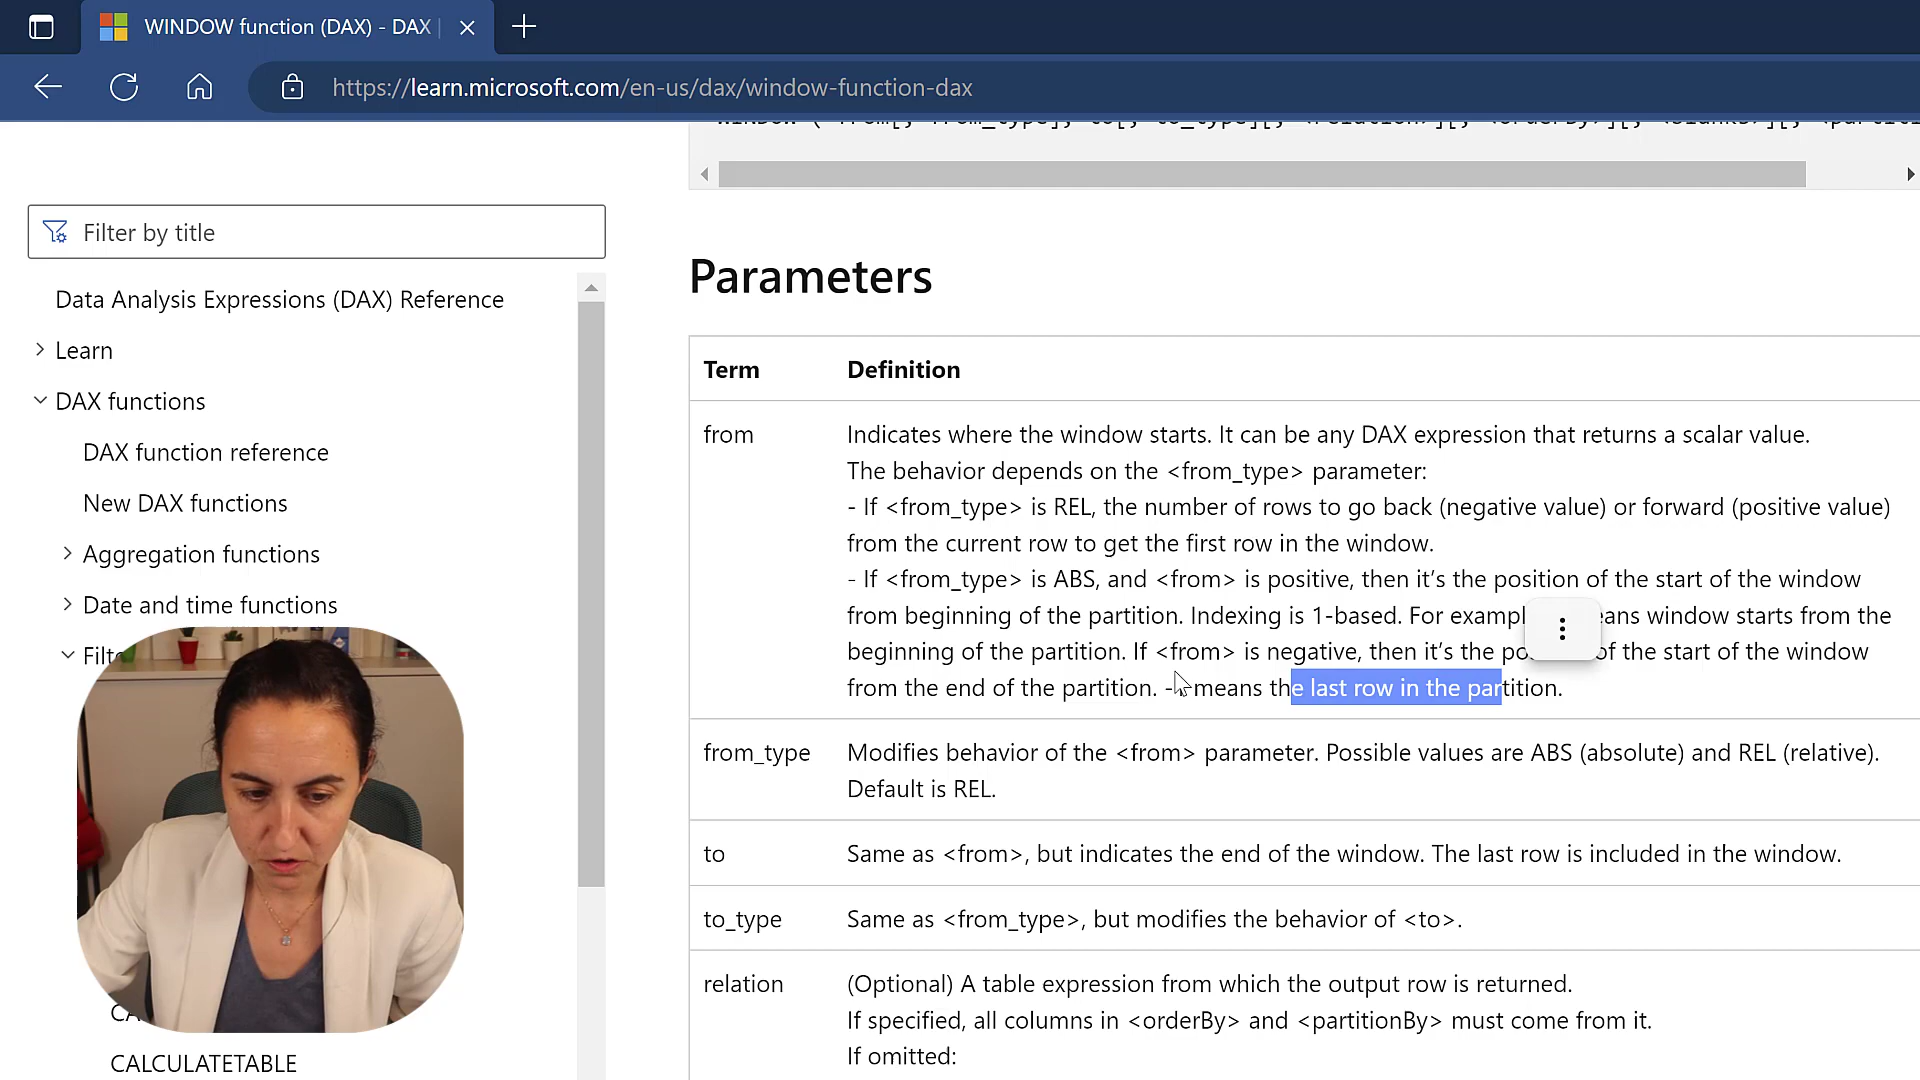 WINDOW function (DAX) - DAX |
https://learn.microsoft.com/en-us/dax/window-function-dax
Filter by title
Data Analysis Expressions (DAX) Reference
Learn
DAX functions
DAX function reference
New DAX functions
Aggregation functions
Date and time functions
CALCULATETABLE
Parameters
Term Definition
from Indicates where the window starts. It can be any DAX expression that returns a scalar value.
The behavior depends on the <from_type> parameter:
- If <from_type> is REL, the number of rows to go back (negative value) or forward (positive value)
from the current row to get the first row in the window.
- If <from_type> is ABS, and <from> is positive, then it’s the position of the start of the window
from beginning of the partition. Indexing is 1-based. For window starts from the
beginning of the partition. If <from> is negative, then it’s the of the start of the window
from the end of the partition. means the last row in the partition.
from_type Modifies behavior of the <from> parameter. Possible values are ABS (absolute) and REL (relative).
Default is REL.
to Same as <from>, but indicates the end of the window. The last row is included in the window.
to_type Same as <from_type>, but modifies the behavior of <to>.
relation (Optional) A table expression from which the output row is returned.
If specified, all columns in <orderBy> and <partitionBy> must come from it.
If omitted: